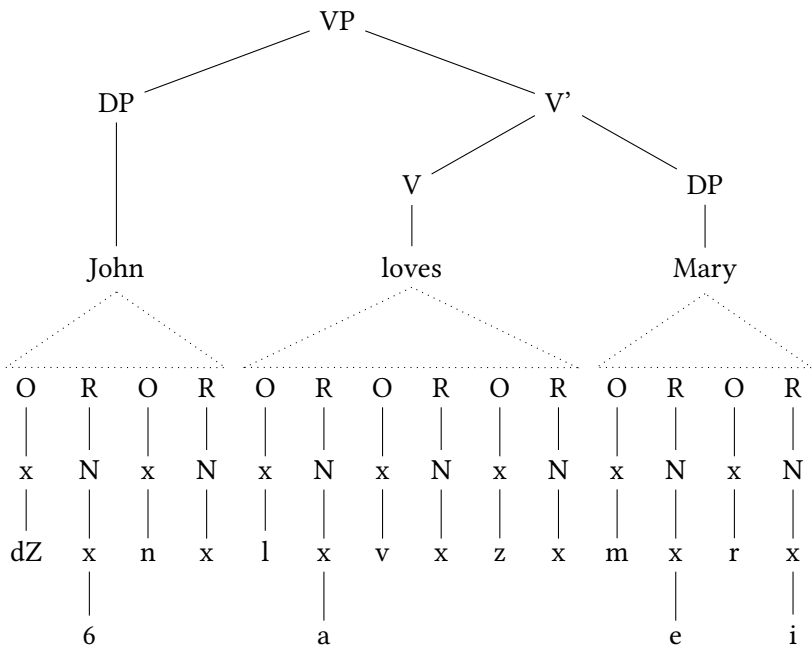 VP
DP V’
V DP
John loves Mary
O R O R O R O R O R O R O R
x N x N x N x N x N x N x N
dZ x n x l x v x z x m x r x
6 a e i